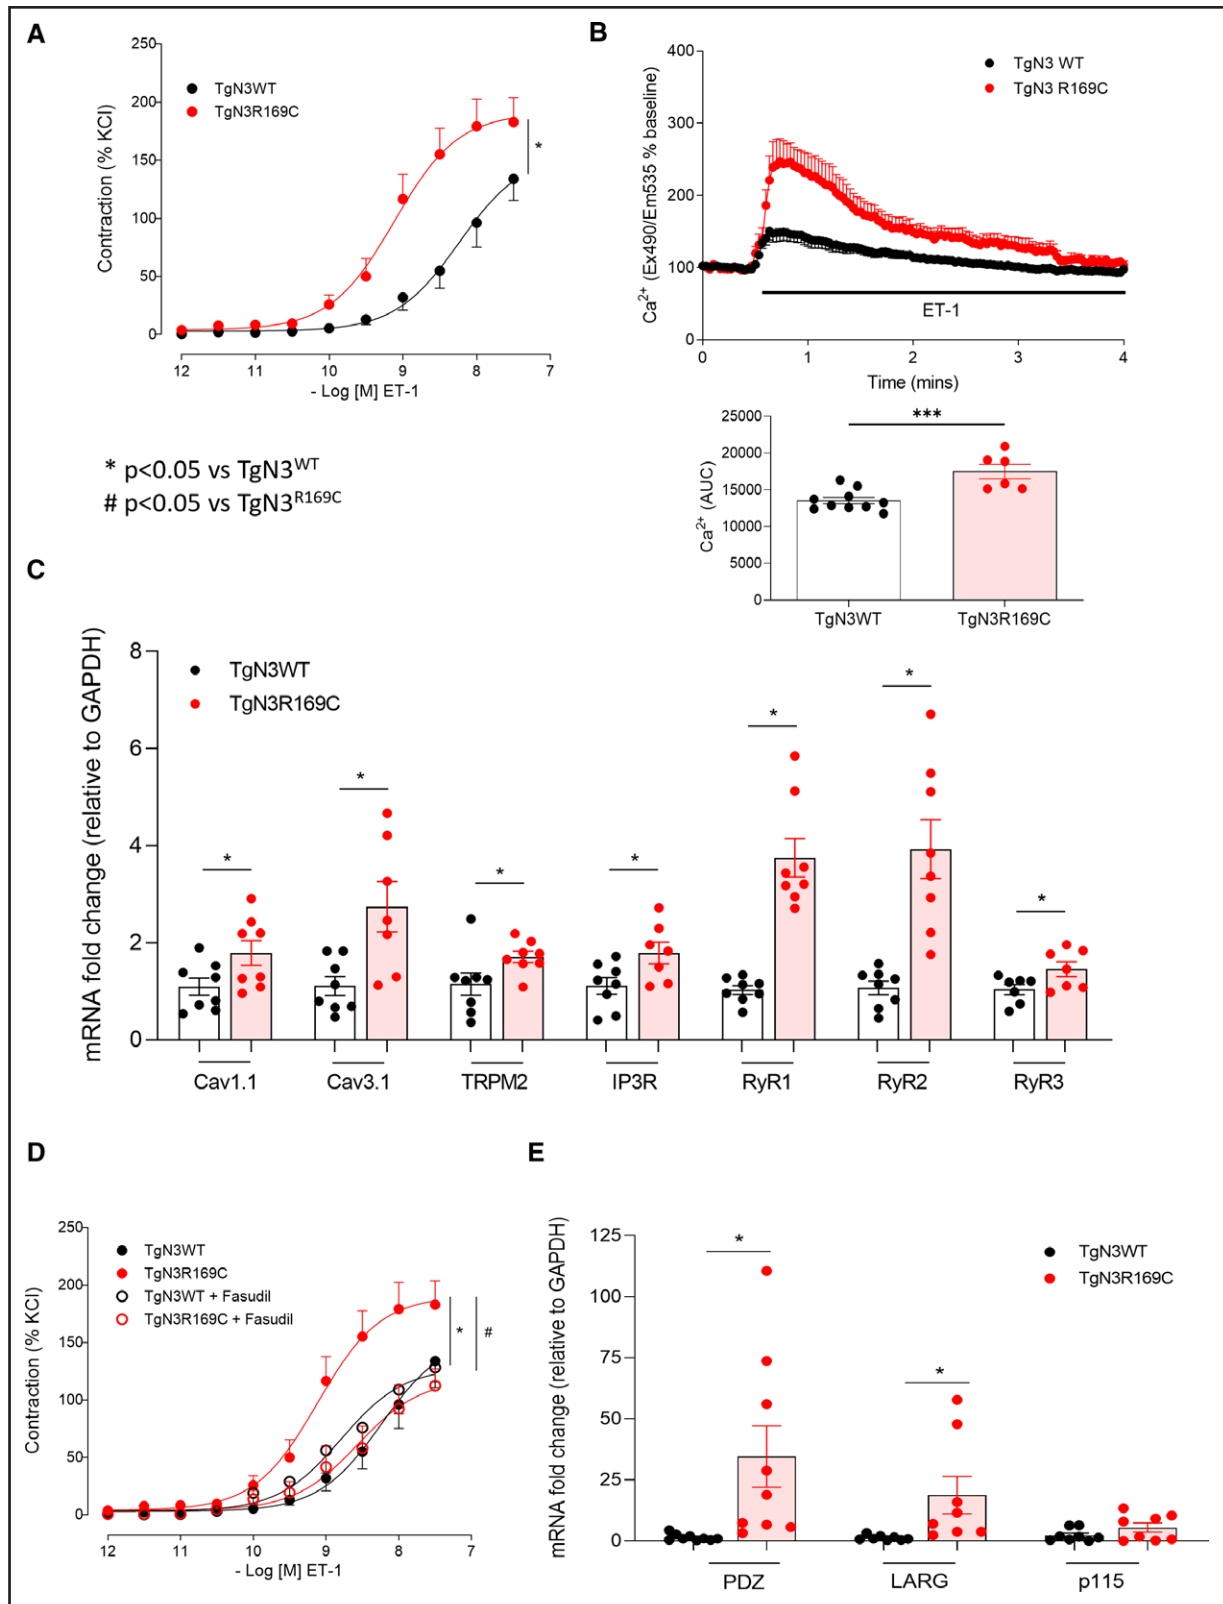 A
250
200
150
100
50
0
Contraction (% KCl)
TgN3WT
TgN3R169C
*
12 11 10 9 8 7
- Log [M] ET-1
* p<0.05 vs TgN3WT
# p<0.05 vs TgN3R169C
B
400
300
200
100
0
Ca2+ (Ex490/Em535 % baseline)
TgN3 WT
TgN3 R169C
ET-1
0 1 2 3 4
Time (mins)
25000
20000
15000
10000
5000
0
Ca2+ (AUC)
***
TgN3WT TgN3R169C
C
8
6
4
2
0
mRNA fold change (relative to GAPDH)
TgN3WT
TgN3R169C
* * * * * * *
Cav1.1 Cav3.1 TRPM2 IP3R RyR1 RyR2 RyR3
D
250
200
150
100
50
0
Contraction (% KCl)
TgN3WT
TgN3R169C
TgN3WT + Fasudil
TgN3R169C + Fasudil
* #
12 11 10 9 8 7
- Log [M] ET-1
E
125
100
75
50
25
0
mRNA fold change (relative to GAPDH)
TgN3WT
TgN3R169C
* *
PDZ LARG p115